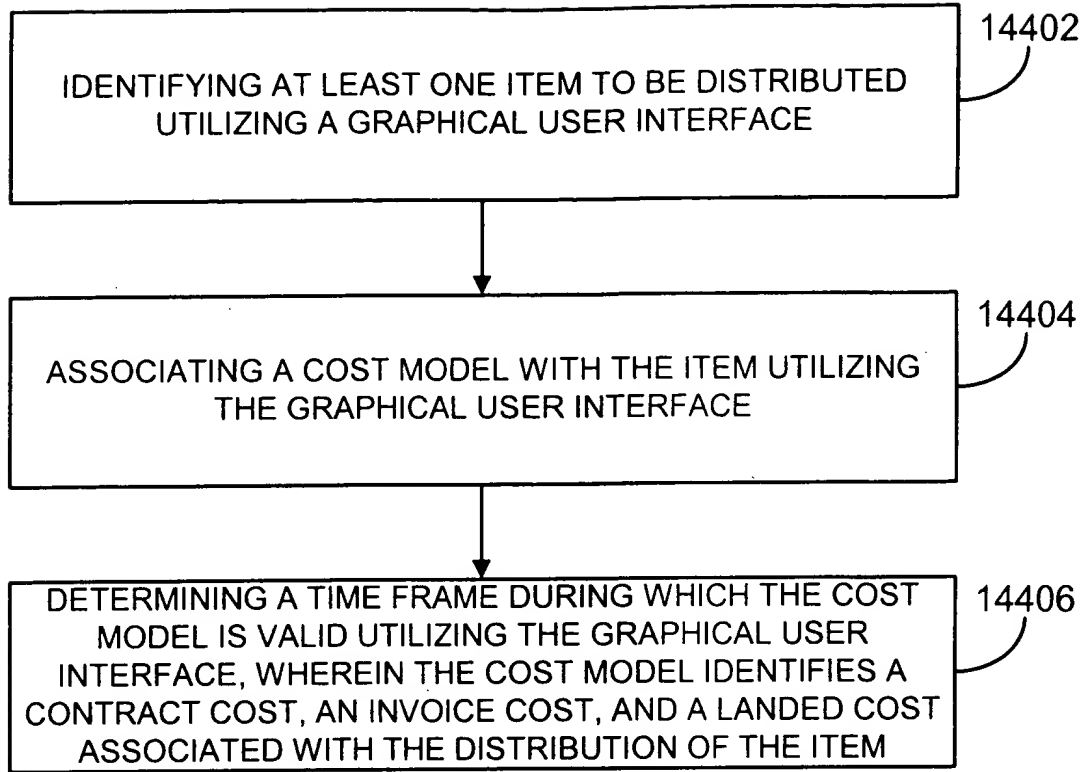 14402
IDENTIFYING AT LEAST ONE ITEM TO BE DISTRIBUTED
UTILIZING A GRAPHICAL USER INTERFACE
14404
ASSOCIATING A COST MODEL WITH THE ITEM UTILIZING
THE GRAPHICAL USER INTERFACE
14406
DETERMINING A TIME FRAME DURING WHICH THE COST
MODEL IS VALID UTILIZING THE GRAPHICAL USER
INTERFACE, WHEREIN THE COST MODEL IDENTIFIES A
CONTRACT COST, AN INVOICE COST, AND A LANDED COST
ASSOCIATED WITH THE DISTRIBUTION OF THE ITEM